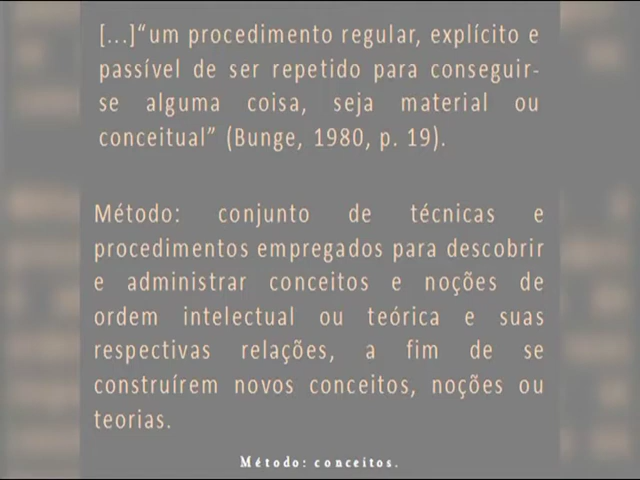 [...]“um procedimento regular, explícito e
passível de ser repetido para conseguir-
se alguma coisa, seja material ou
conceitual” (Bunge, 1980, p. 19).
Método: conjunto de técnicas e
procedimentos empregados para descobrir
e administrar conceitos e noções de
ordem intelectual ou teórica e suas
respectivas relações, a fim de se
construírem novos conceitos, noções ou
teorias.
Método: conceitos.